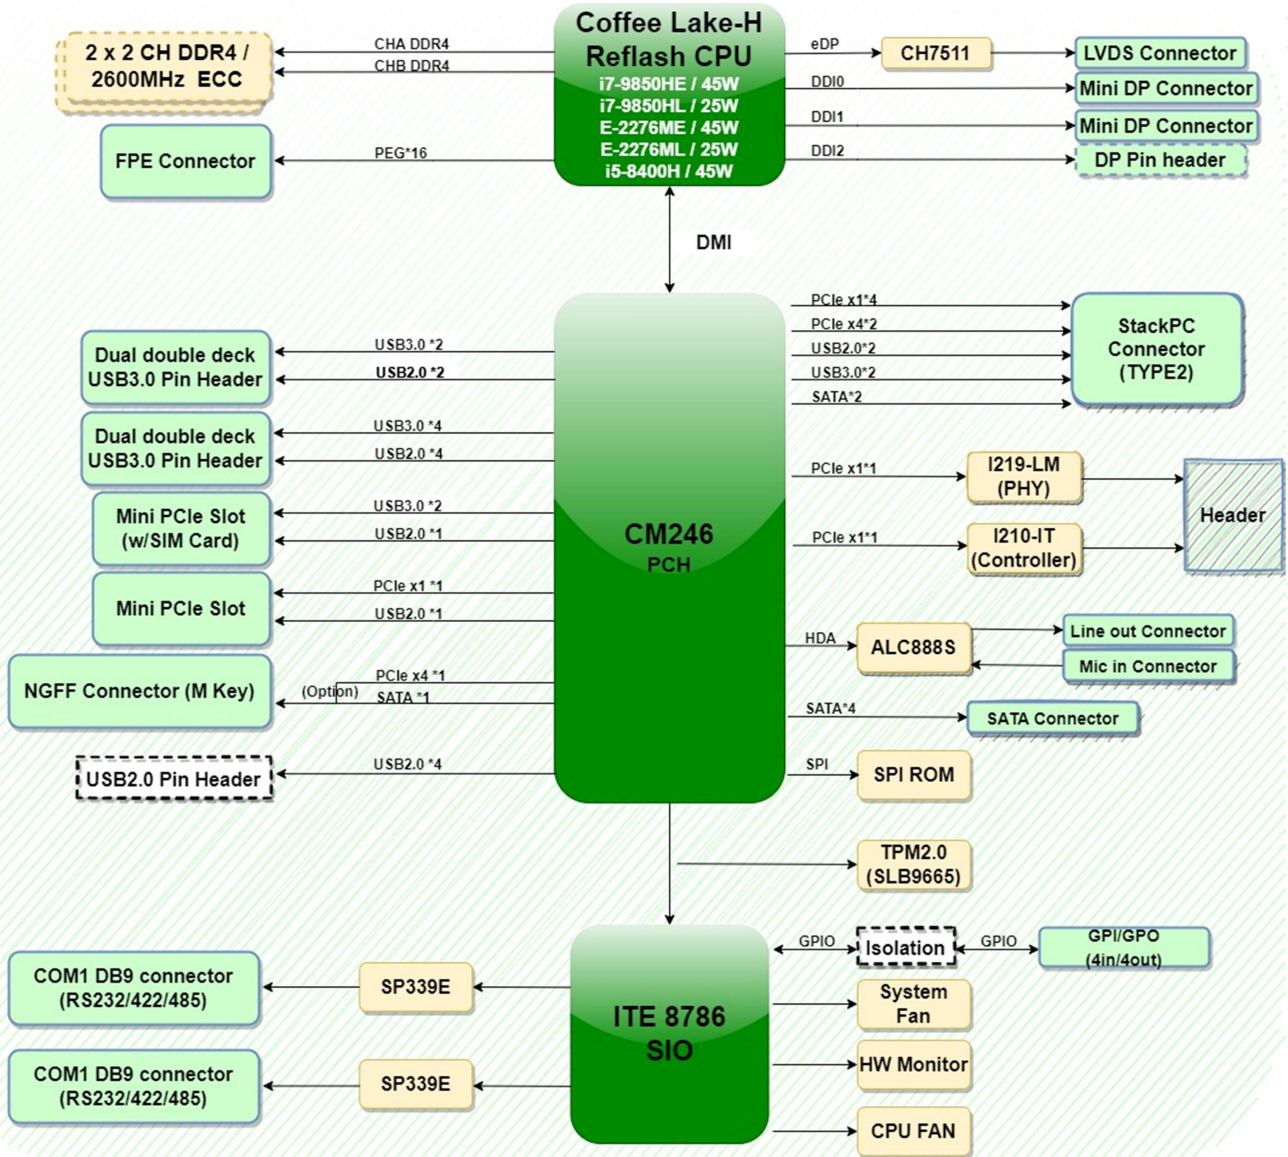 Coffee Lake-H
Reflash CPU
i7-9850HE / 45W
i7-9850HL / 25W
E-2276ME / 45W
E-2276ML / 25W
i5-8400H / 45W
2 x 2 CH DDR4 /
2600MHz ECC
CHA DDR4
CHB DDR4
FPE Connector
PEG*16
eDP
CH7511
LVDS Connector
DDI0
Mini DP Connector
DDI1
Mini DP Connector
DDI2
DP Pin header
DMI
CM246
PCH
Dual double deck
USB3.0 Pin Header
USB3.0 *2
USB2.0 *2
Dual double deck
USB3.0 Pin Header
USB3.0 *4
USB2.0 *4
Mini PCIe Slot
(w/SIM Card)
USB3.0 *2
USB2.0 *1
Mini PCIe Slot
PCIe x1 *1
USB2.0 *1
NGFF Connector (M Key)
(Option)
PCIe x4 *1
SATA *1
USB2.0 Pin Header
USB2.0 *4
PCIe x1*4
PCIe x4*2
USB2.0*2
USB3.0*2
SATA*2
StackPC
Connector
(TYPE2)
PCIe x1*1
I219-LM
(PHY)
PCIe x1*1
I210-IT
(Controller)
Header
HDA
ALC888S
Line out Connector
Mic in Connector
SATA*4
SATA Connector
SPI
SPI ROM
TPM2.0
(SLB9665)
ITE 8786
SIO
COM1 DB9 connector
(RS232/422/485)
SP339E
COM1 DB9 connector
(RS232/422/485)
SP339E
GPIO
Isolation
GPIO
GPI/GPO
(4in/4out)
System
Fan
HW Monitor
CPU FAN